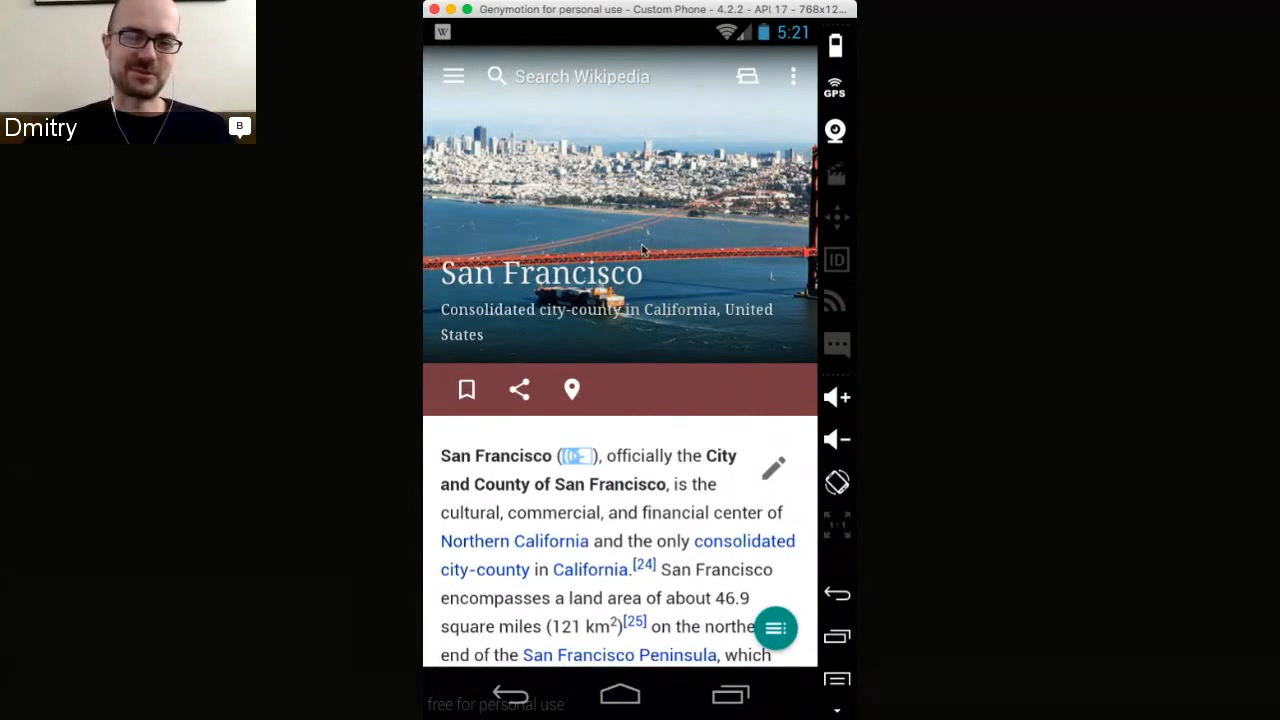 Genymotion for personal use - Custom Phone - 4.2.2 - API 17 - 768x12...
W
5:21
Search Wikipedia
GPS
Dmitry
B
San Francisco
Consolidated city-county in California, United
States
ID
San Francisco (), officially the City
and County of San Francisco, is the
cultural, commercial, and financial center of
Northern California and the only consolidated
city-county in California.[24] San Francisco
encompasses a land area of about 46.9
square miles (121 km2)[25] on the northe
end of the San Francisco Peninsula, which
1:1
free for personal use